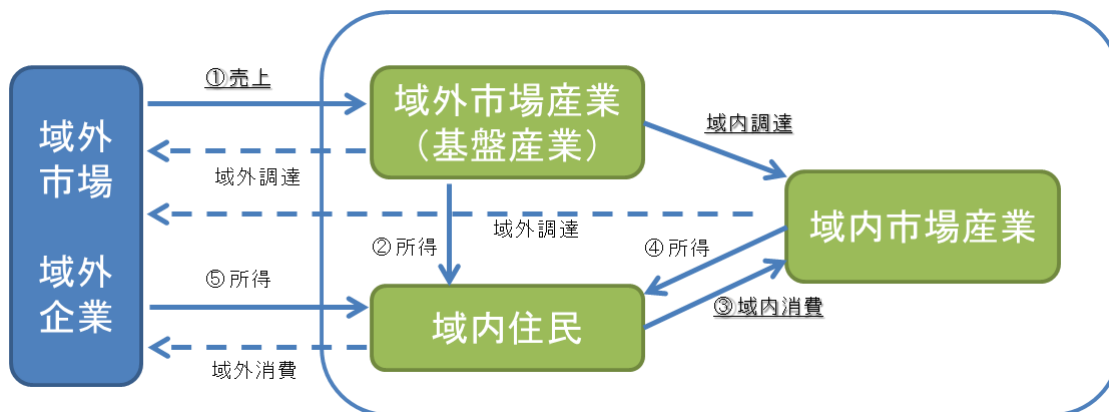 域外
市場
域外
企業
①売上
域外市場産業
（基盤産業）
域内調達
域外調達
域外調達
域内市場産業
②所得
④所得
⑤所得
域内住民
③域内消費
域外消費